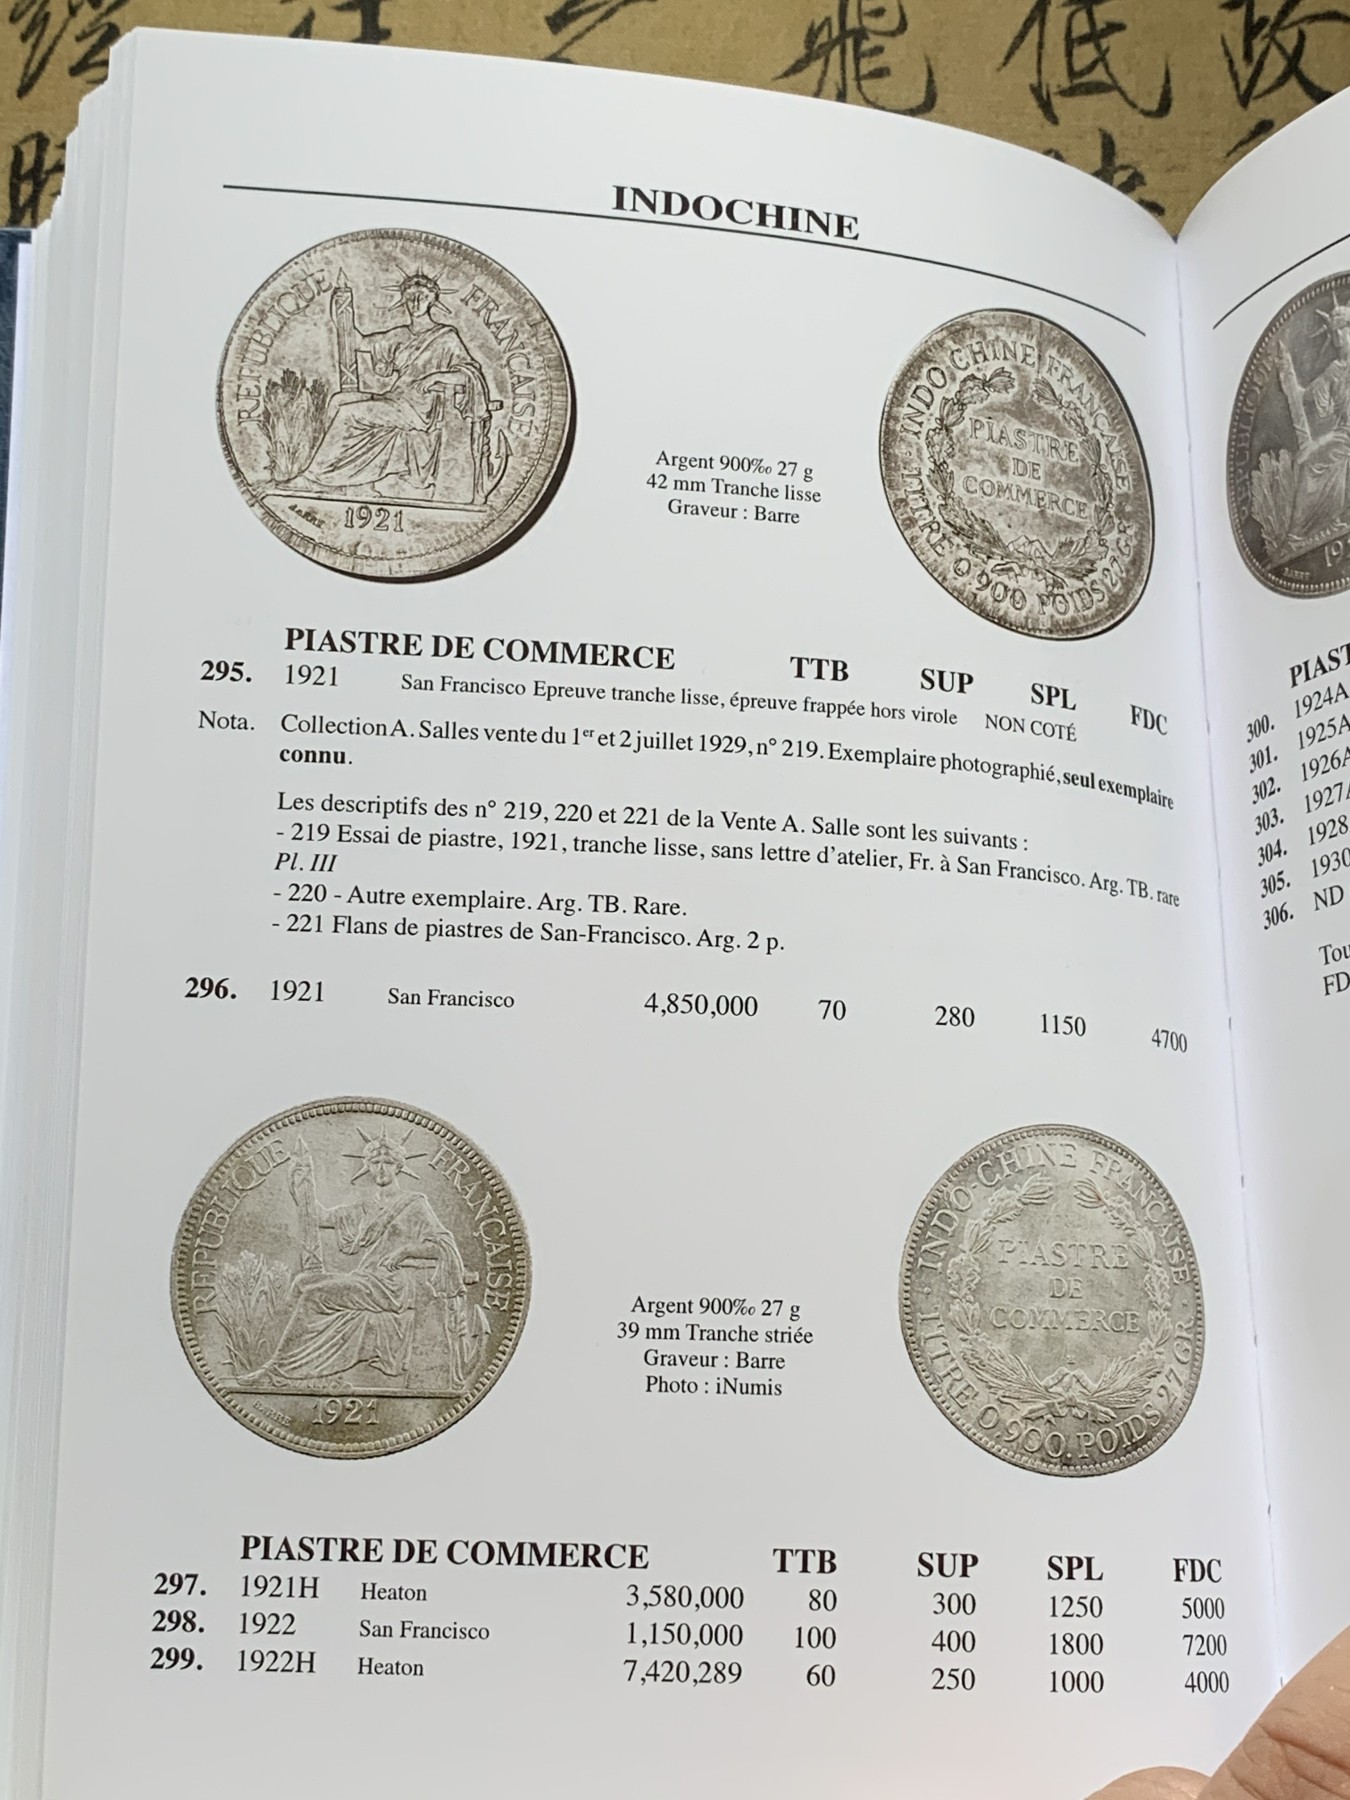 經
飛 低 政
INDOCHINE
REPUBLIQUE FRANÇAISE
BARRE
1921
Argent 900‰ 27 g
42 mm Tranche lisse
Graveur : Barre
INDO CHINE FRANÇAISE
PIASTRE
DE
COMMERCE
TITRE 0.900 POIDS 27 GR
PIASTRE DE COMMERCE TTB SUP SPL FDC
295. 1921 San Francisco Epreuve tranche lisse, épreuve frappée hors virole NON COTÉ
Nota. Collection A. Salles vente du 1er et 2 juillet 1929, n° 219. Exemplaire photographié, seul exemplaire
connu.
Les descriptifs des n° 219, 220 et 221 de la Vente A. Salle sont les suivants :
- 219 Essai de piastre, 1921, tranche lisse, sans lettre d'atelier, Fr. à San Francisco. Arg. TB. rare
Pl. III
- 220 - Autre exemplaire. Arg. TB. Rare.
- 221 Flans de piastres de San-Francisco. Arg. 2 p.
296. 1921 San Francisco 4,850,000 70 280 1150 4700
REPUBLIQUE FRANÇAISE
BARRE
1921
Argent 900‰ 27 g
39 mm Tranche striée
Graveur : Barre
Photo : iNumis
INDO-CHINE FRANÇAISE
PIASTRE
DE
COMMERCE
TITRE 0,900. POIDS 27 GR.
PIASTRE DE COMMERCE TTB SUP SPL FDC
297. 1921H Heaton 3,580,000 80 300 1250 5000
298. 1922 San Francisco 1,150,000 100 400 1800 7200
299. 1922H Heaton 7,420,289 60 250 1000 4000
BARRE
PIAST
300. 1924A
301. 1925A
302. 1926A
303. 1927A
304. 1928
305. 1930
306. ND
Tou
FD